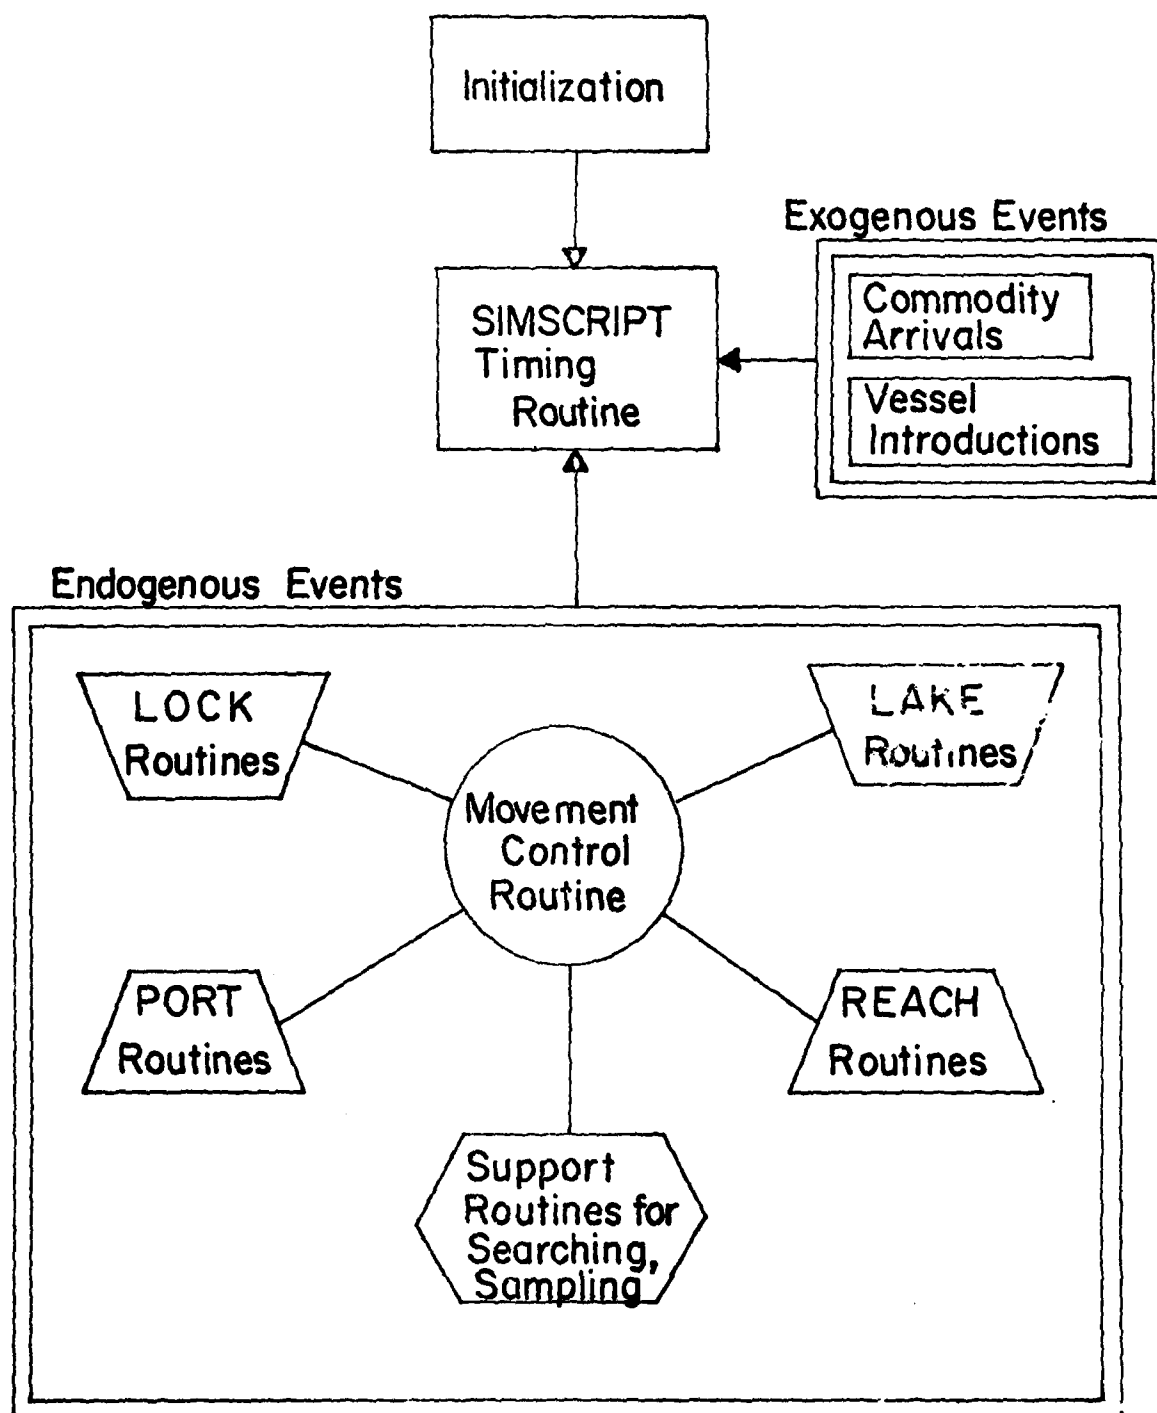 Initialization
Exogenous Events
SIMSCRIPT
Timing
Routine
Commodity
Arrivals
Vessel
Introductions
Endogenous Events
LOCK
Routines
LAKE
Routines
Movement
Control
Routine
PORT
Routines
REACH
Routines
Support
Routines for
Searching,
Sampling